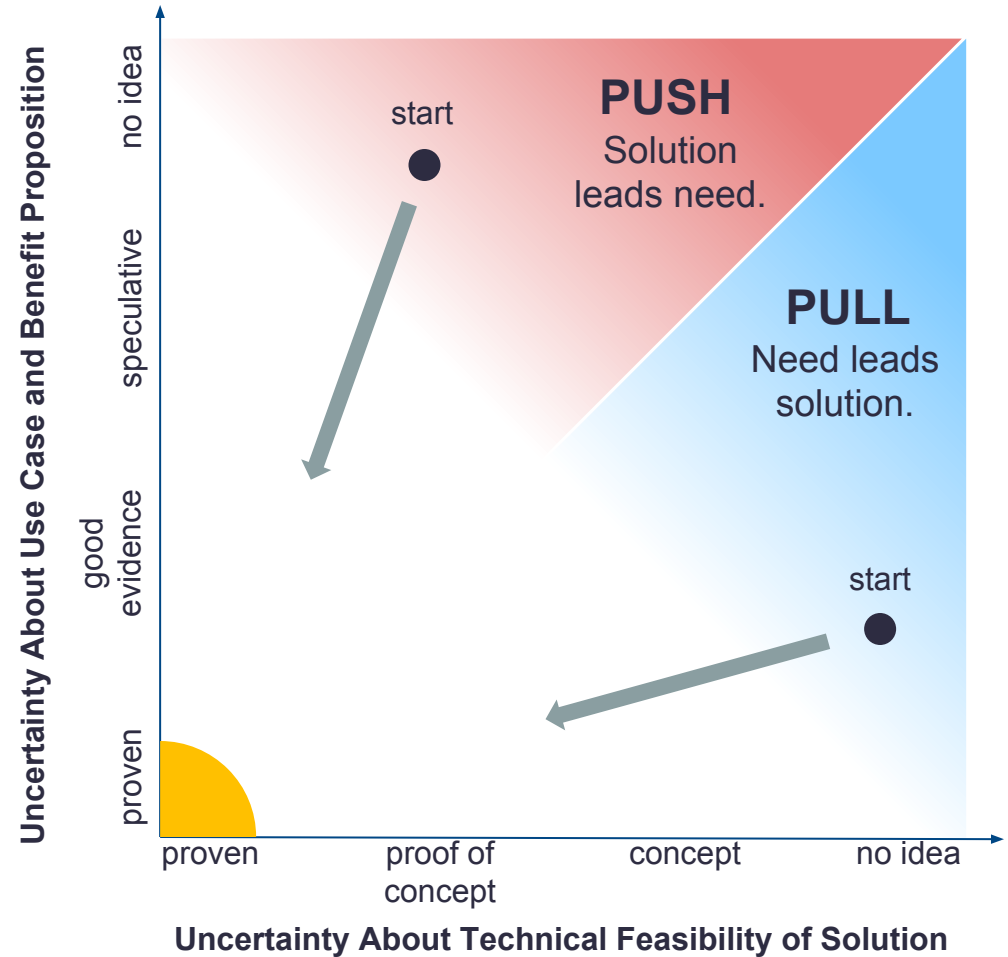 Uncertainty About Use Case and Benefit Proposition
no idea
speculative
good
evidence
proven
start
PUSH
Solution
leads need.
PULL
Need leads
solution.
start
proven
proof of
concept
concept
no idea
Uncertainty About Technical Feasibility of Solution